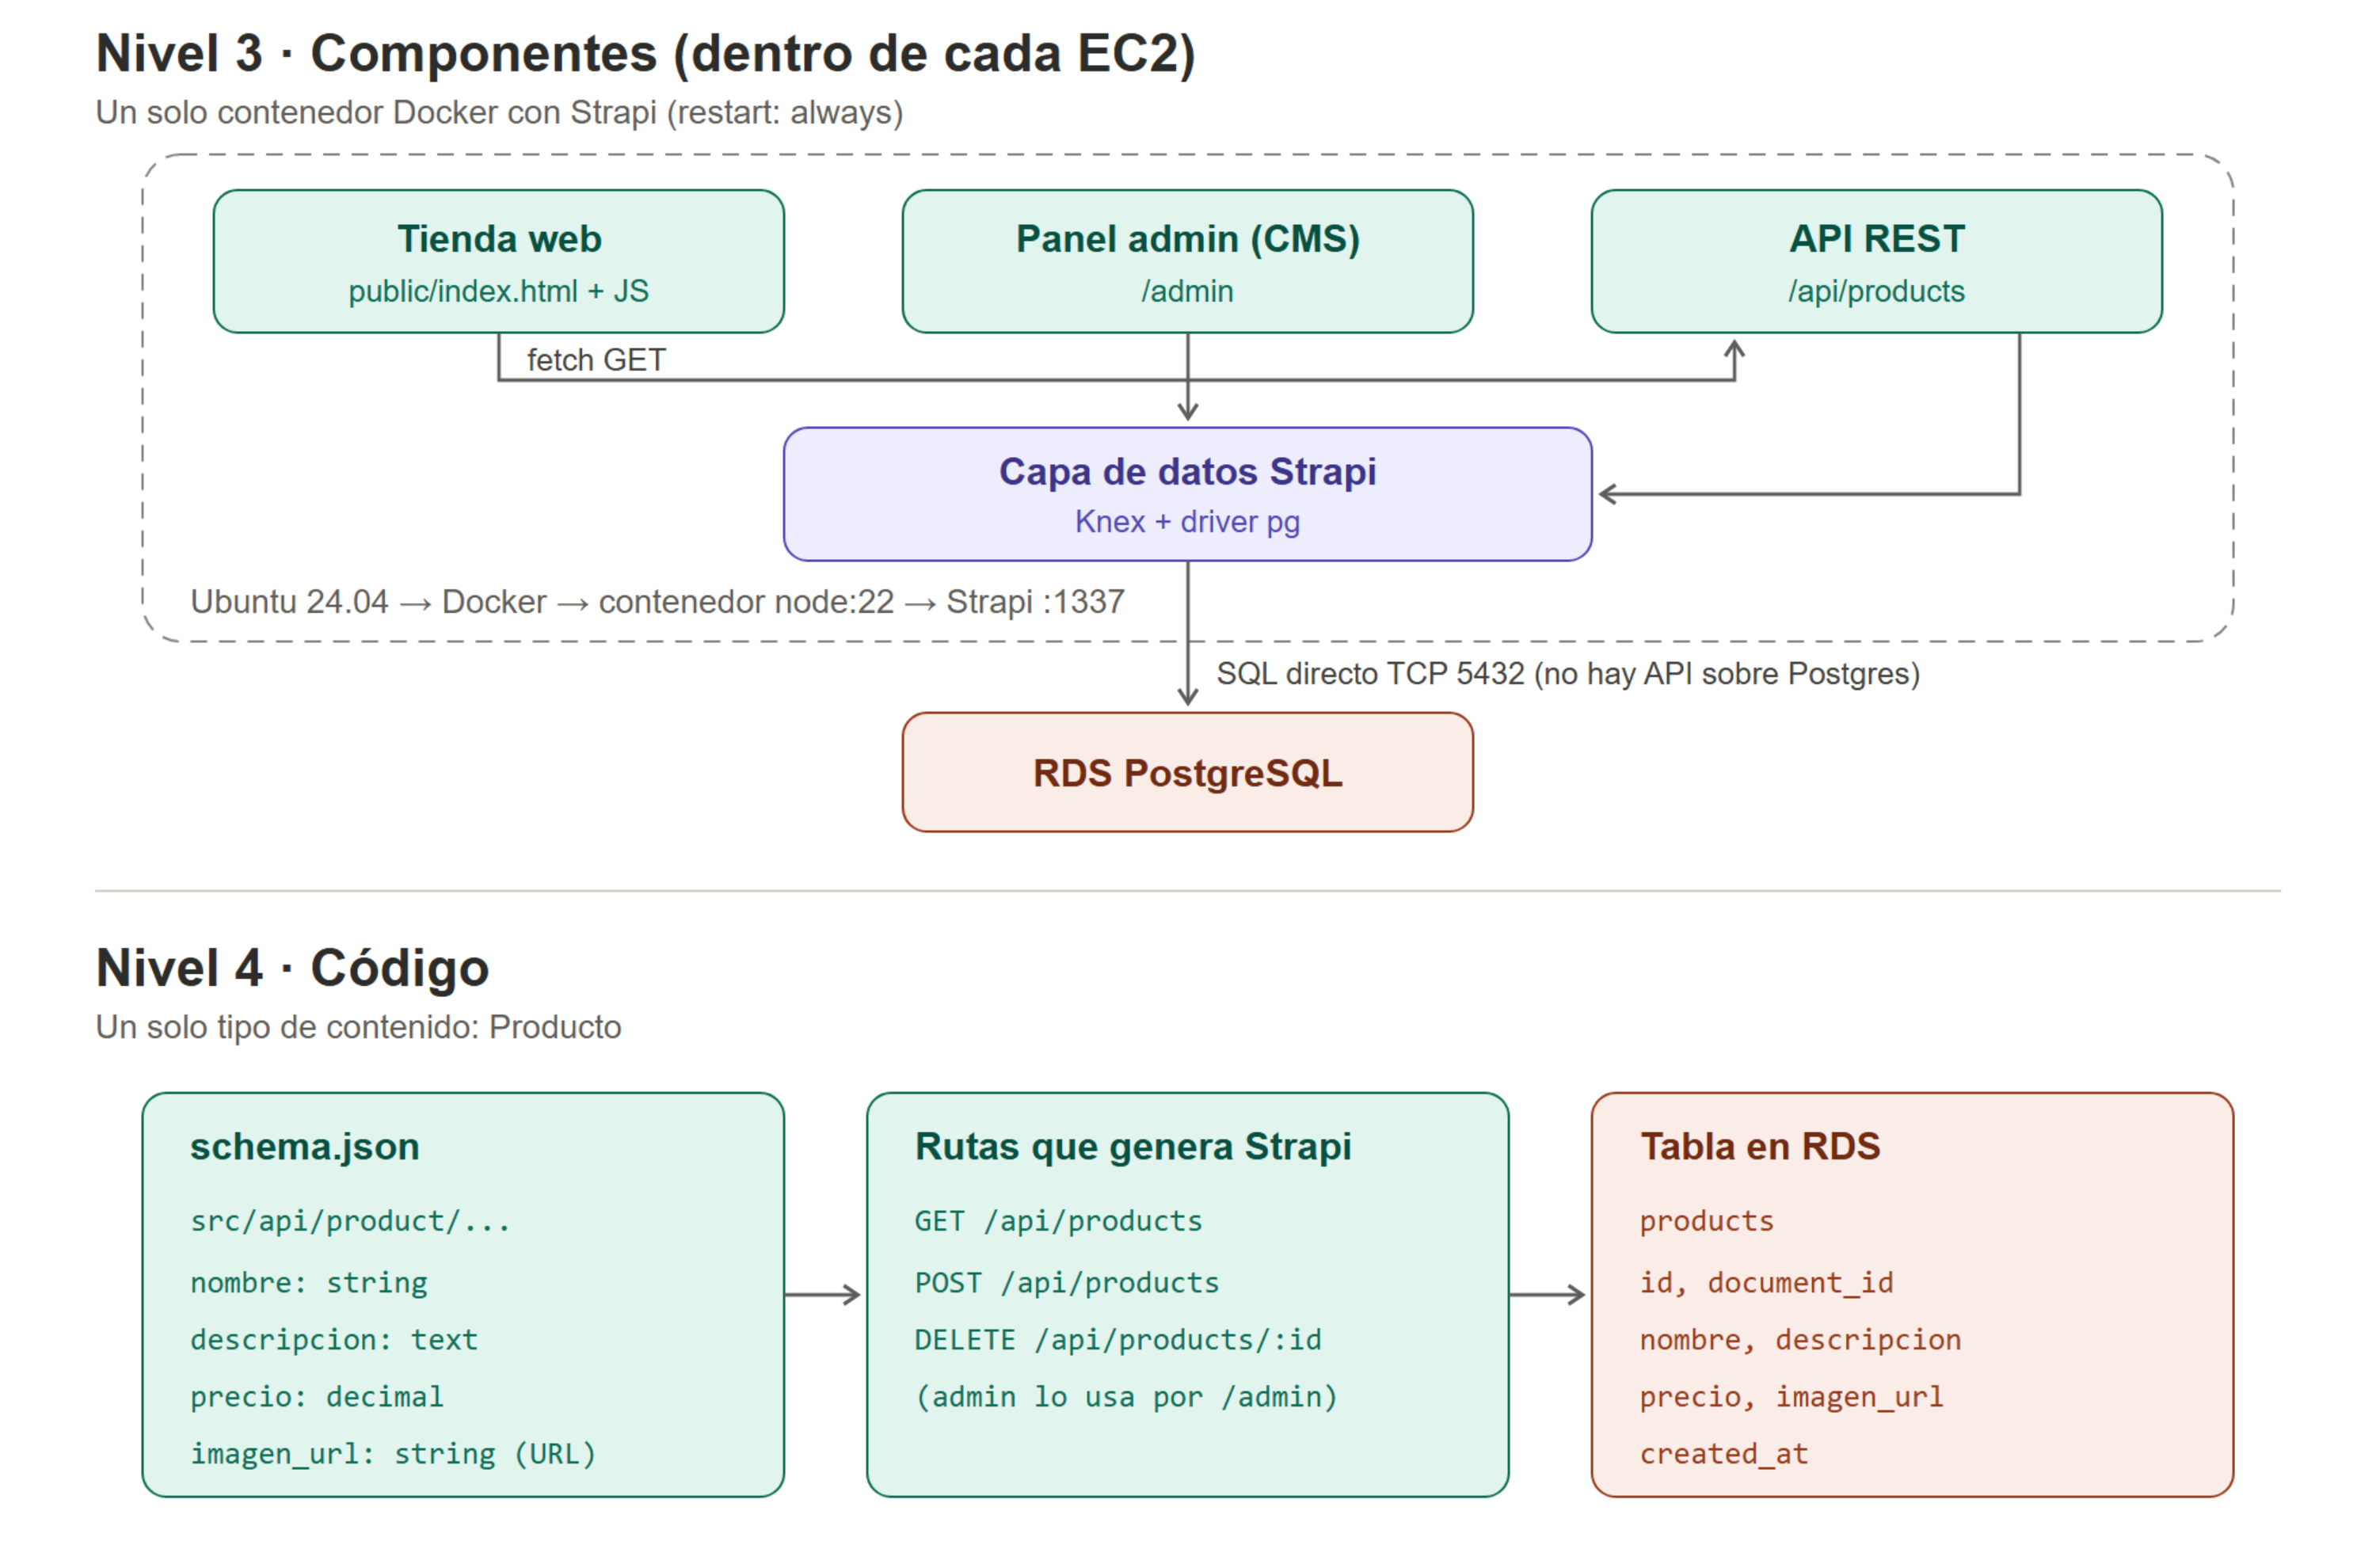 Nivel 3 · Componentes (dentro de cada EC2)
Un solo contenedor Docker con Strapi (restart: always)
Tienda web
public/index.html + JS
Panel admin (CMS)
/admin
API REST
/api/products
fetch GET
Capa de datos Strapi
Knex + driver pg
Ubuntu 24.04 → Docker → contenedor node:22 → Strapi :1337
SQL directo TCP 5432 (no hay API sobre Postgres)
RDS PostgreSQL
Nivel 4 · Código
Un solo tipo de contenido: Producto
schema.json
src/api/product/...
nombre: string
descripcion: text
precio: decimal
imagen_url: string (URL)
Rutas que genera Strapi
GET /api/products
POST /api/products
DELETE /api/products/:id
(admin lo usa por /admin)
Tabla en RDS
products
id, document_id
nombre, descripcion
precio, imagen_url
created_at